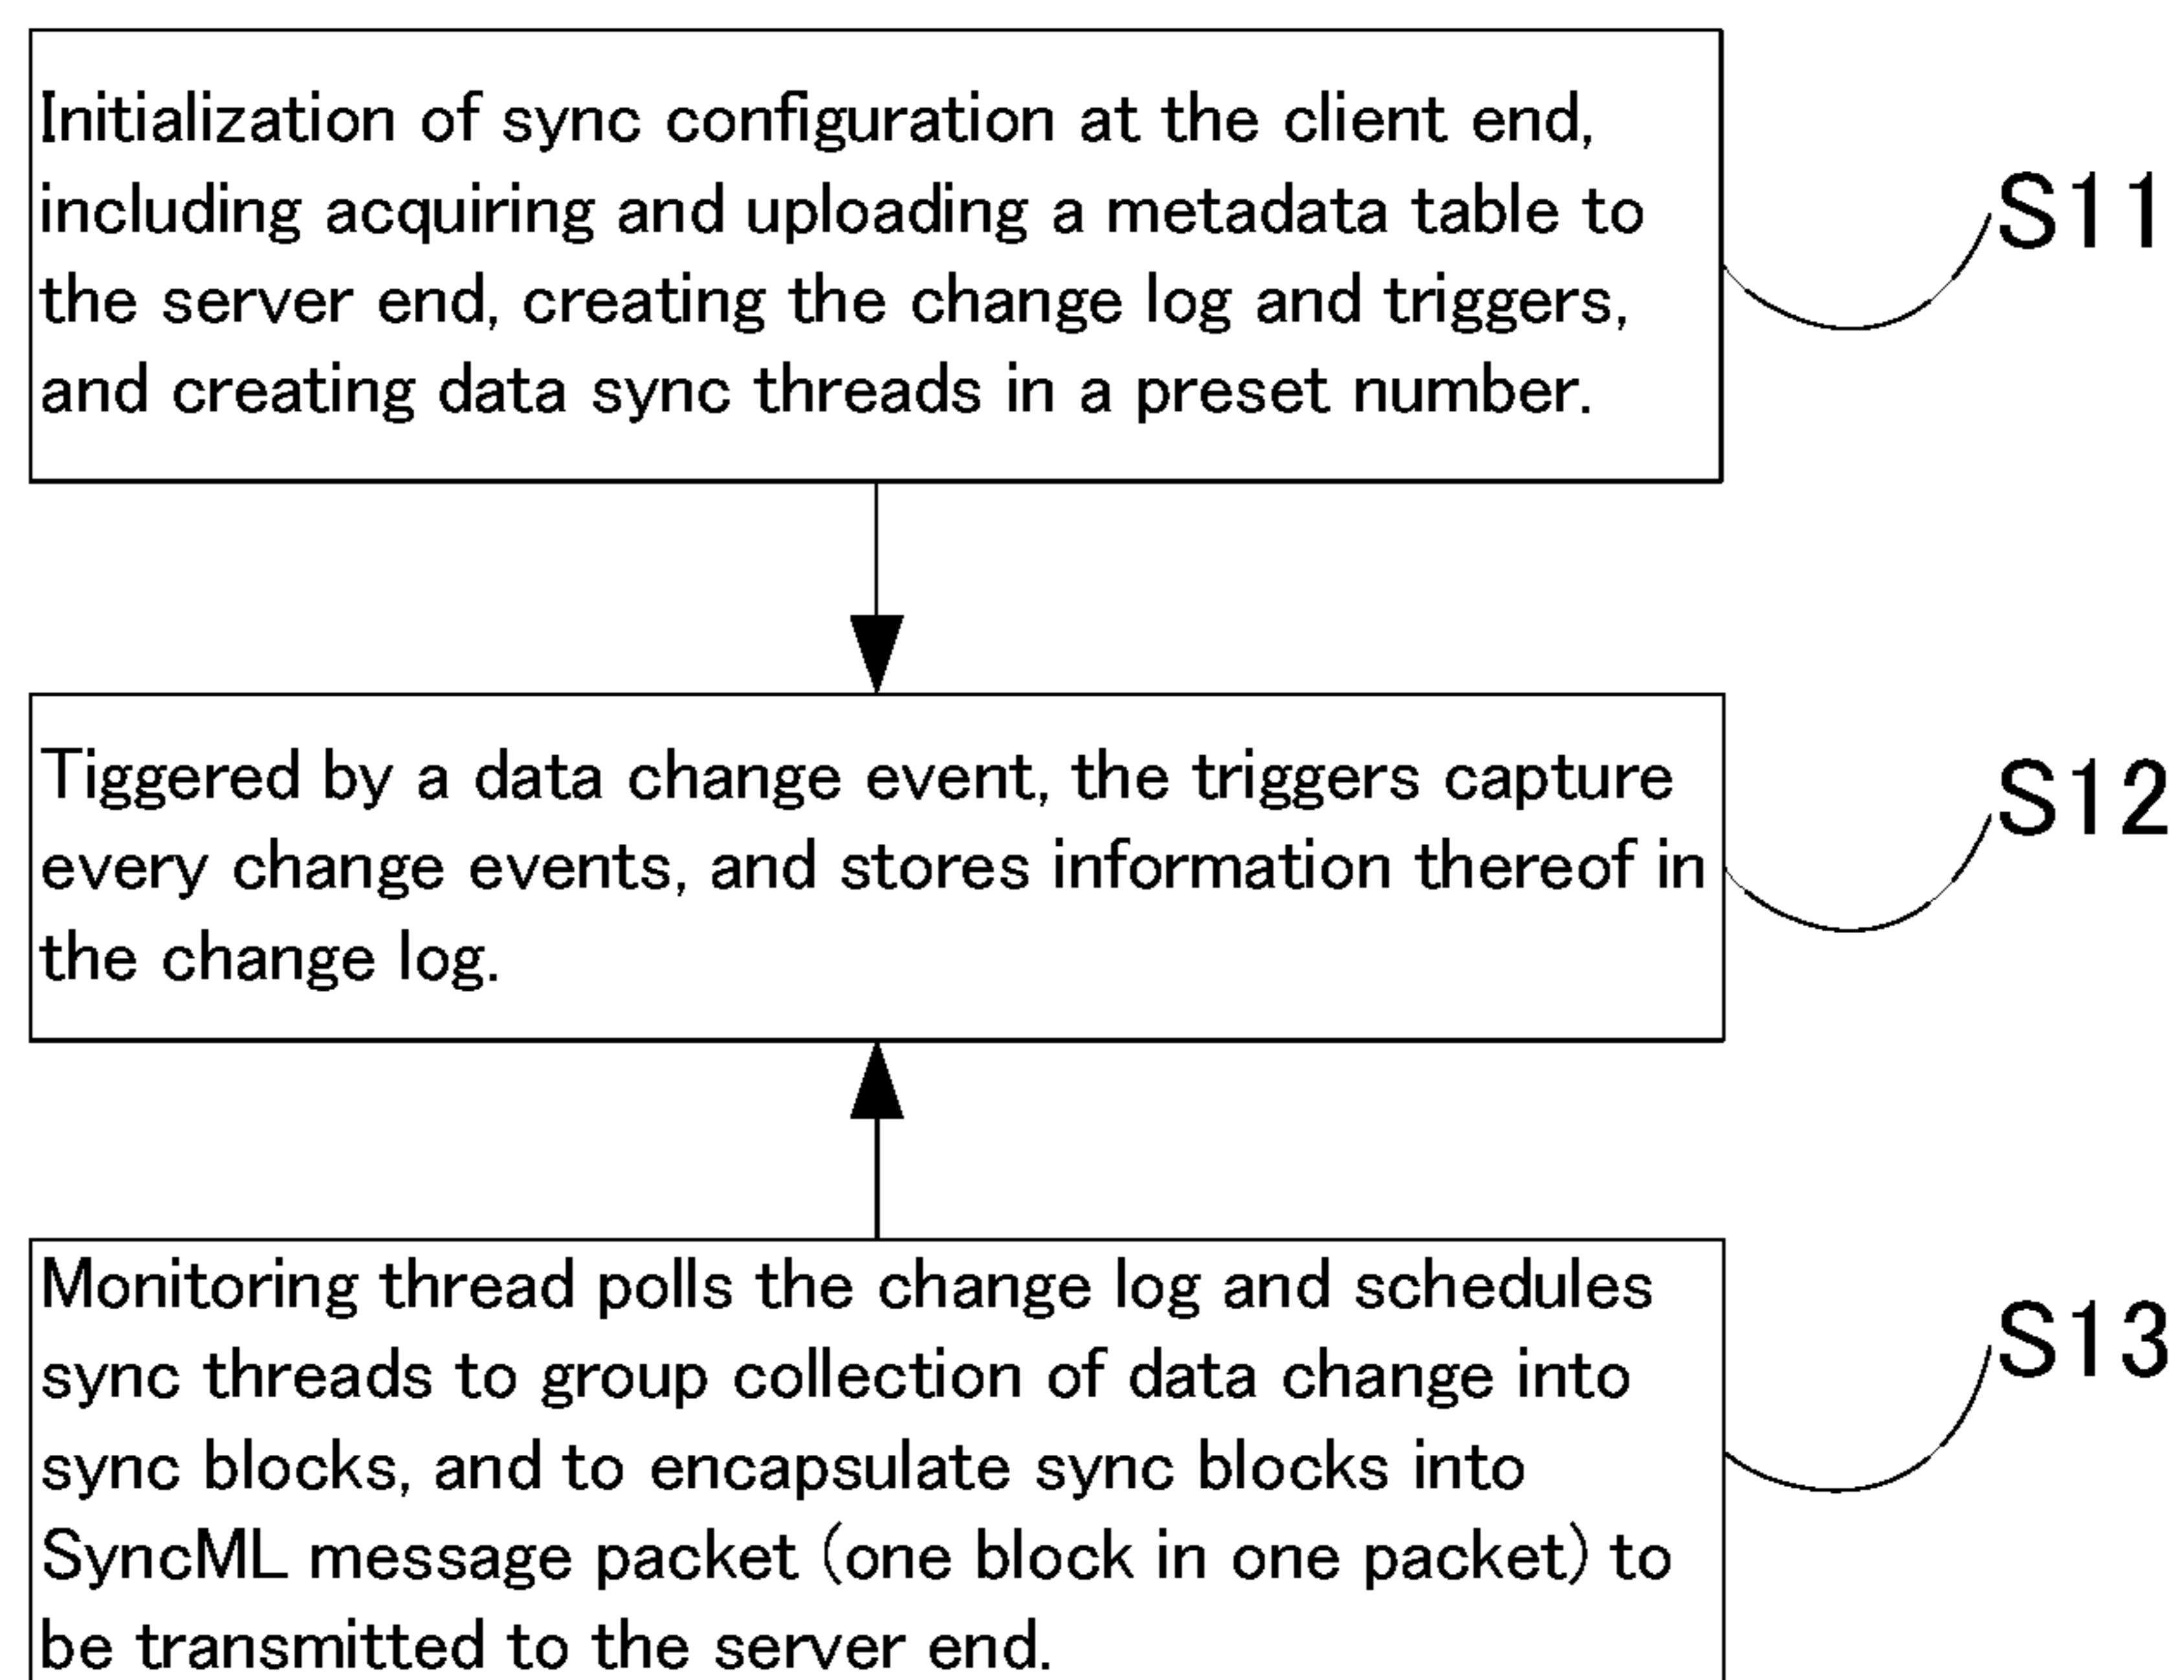 Initialization of sync configuration at the client end,
including acquiring and uploading a metadata table to
the server end, creating the change log and triggers,
and creating data sync threads in a preset number.
S11
Tiggered by a data change event, the triggers capture
every change events, and stores information thereof in
the change log.
S12
Monitoring thread polls the change log and schedules
sync threads to group collection of data change into
sync blocks, and to encapsulate sync blocks into
SyncML message packet (one block in one packet) to
be transmitted to the server end.
S13